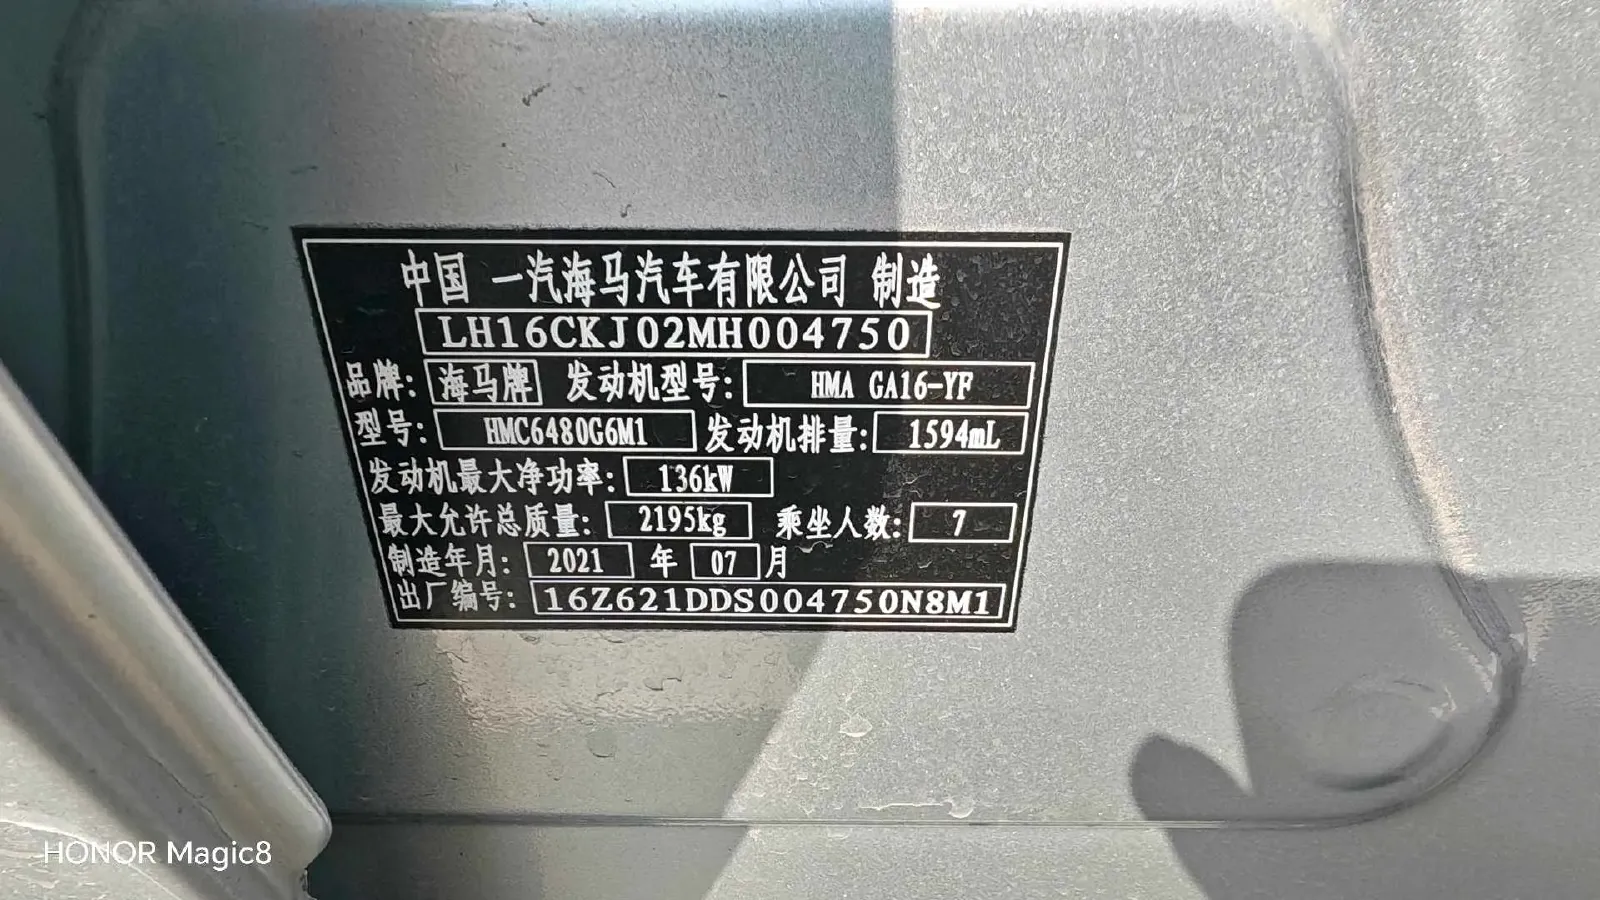 中国 一汽海马汽车有限公司 制造
LH16CKJ02MH004750
品牌: 海马牌 发动机型号: HMA GA16-YF
型号: HMC6480G6M1 发动机排量: 1594mL
发动机最大净功率: 136kW
最大允许总质量: 2195kg 乘坐人数: 7
制造年月: 2021 年 07 月
出厂编号: 16Z621DDS004750N8M1
HONOR Magic8